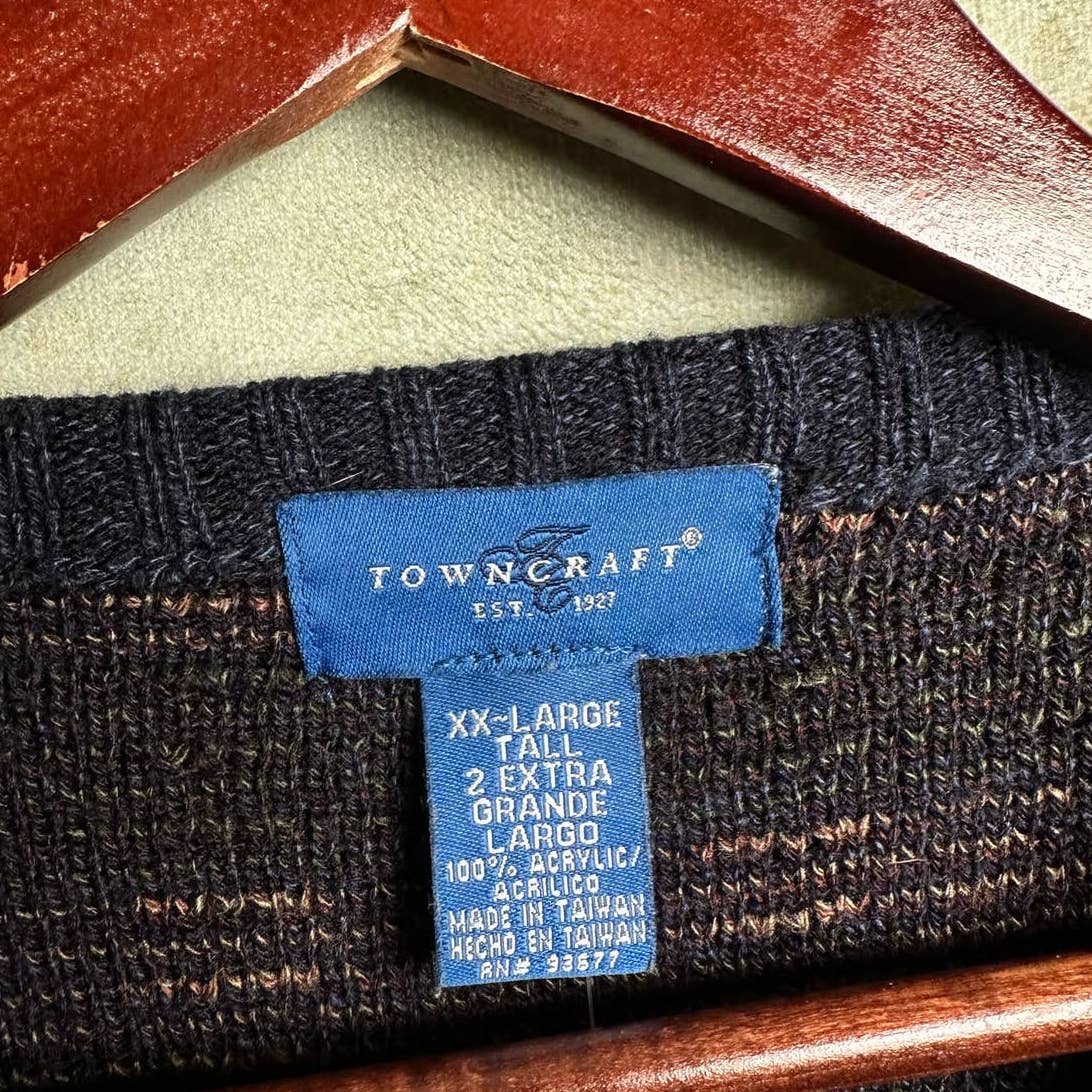 TOWNCRAFT®
EST. 1927
XX-LARGE
TALL
2 EXTRA
GRANDE
LARGO
100% ACRYLIC/
ACRILICO
MADE IN TAIWAN
HECHO EN TAIWAN
RN# 93677